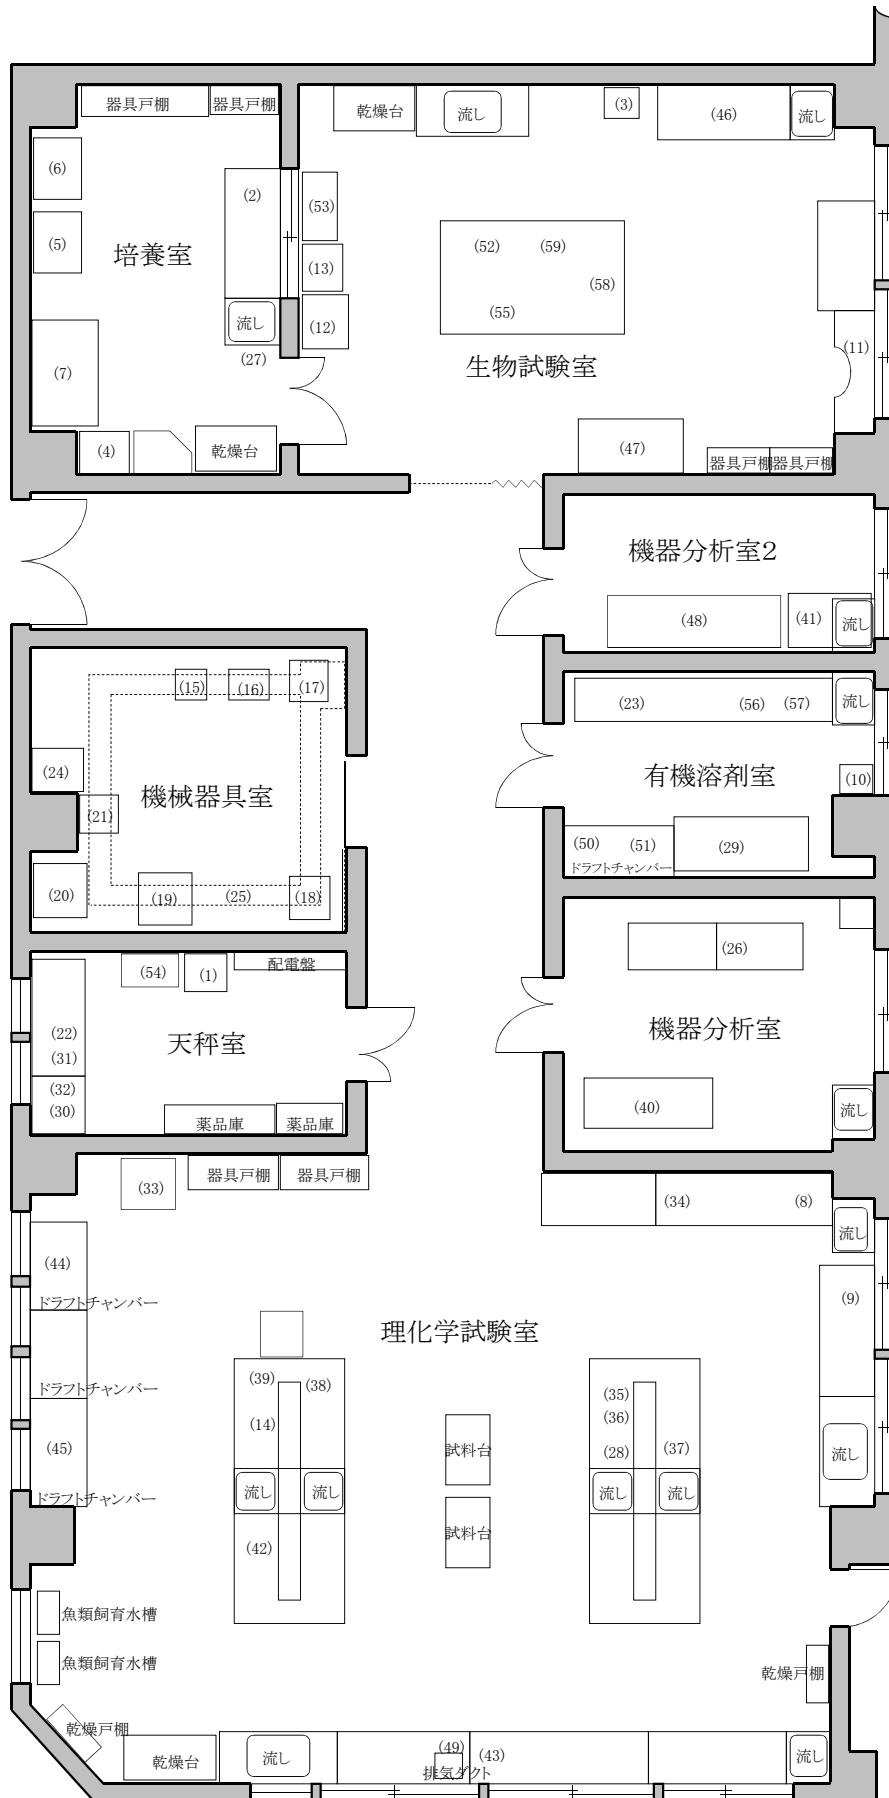 器具戸棚 器具戸棚
乾燥台 流し (3) (46) 流し
(6) (2) (53)
(5) 培養室 (13) (52) (59)
(58)
流し (12) (55)
(27) 生物試験室 (11)
(7)
(4) 乾燥台 (47) 器具戸棚 器具戸棚
機器分析室2
(48) (41) 流し
(15) (16) (17)
(23) (56) (57) 流し
(24) 機械器具室 有機溶剤室 (10)
(21)
(50) (51) (29)
ドラフトチャンバー
(20) (19) (25) (18)
(26)
(54) (1) 配電盤
(22) 天秤室 機器分析室
(31)
(32)
(30) 薬品庫 薬品庫 (40) 流し
(33) 器具戸棚 器具戸棚
(34) (8) 流し
(44)
ドラフトチャンバー (9)
理化学試験室
(39) (38)
ドラフトチャンバー (35)
(14) (36)
(45) 試料台 (28) (37) 流し
ドラフトチャンバー 流し 流し 流し 流し
(42) 試料台
魚類飼育水槽
魚類飼育水槽 乾燥戸棚
乾燥戸棚
乾燥台 流し (49) (43) 流し
排気ダクト